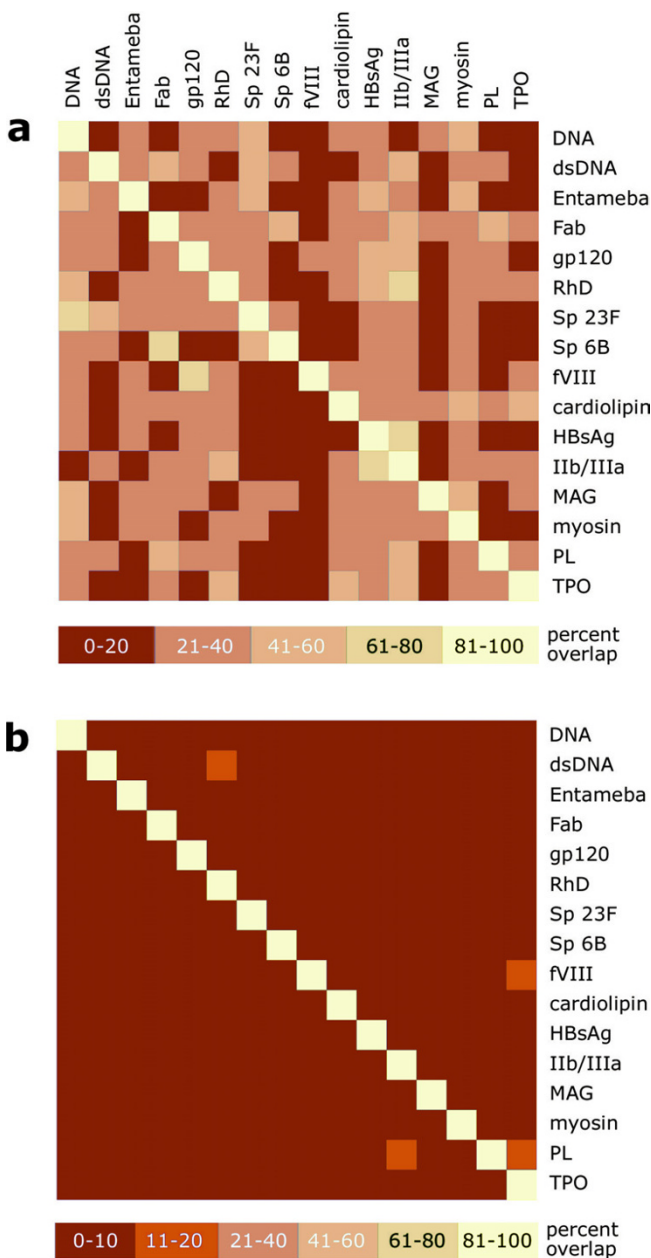 DNA dsDNA Entameba Fab gp120 RhD Sp 23F Sp 6B fVIII cardiolipin HBsAg IIb/IIIa MAG myosin PL TPO
a
DNA
dsDNA
Entameba
Fab
gp120
RhD
Sp 23F
Sp 6B
fVIII
cardiolipin
HBsAg
IIb/IIIa
MAG
myosin
PL
TPO
0-20 21-40 41-60 61-80 81-100 percent
overlap
b
DNA
dsDNA
Entameba
Fab
gp120
RhD
Sp 23F
Sp 6B
fVIII
cardiolipin
HBsAg
IIb/IIIa
MAG
myosin
PL
TPO
0-10 11-20 21-40 41-60 61-80 81-100 percent
overlap